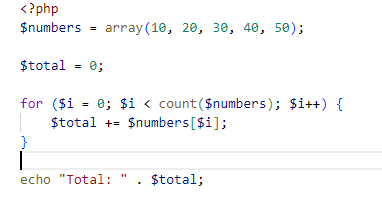 <?php
$numbers = array(10, 20, 30, 40, 50);
$total = 0;
for ($i = 0; $i < count($numbers); $i++) {
    $total += $numbers[$i];
}
echo "Total: " . $total;